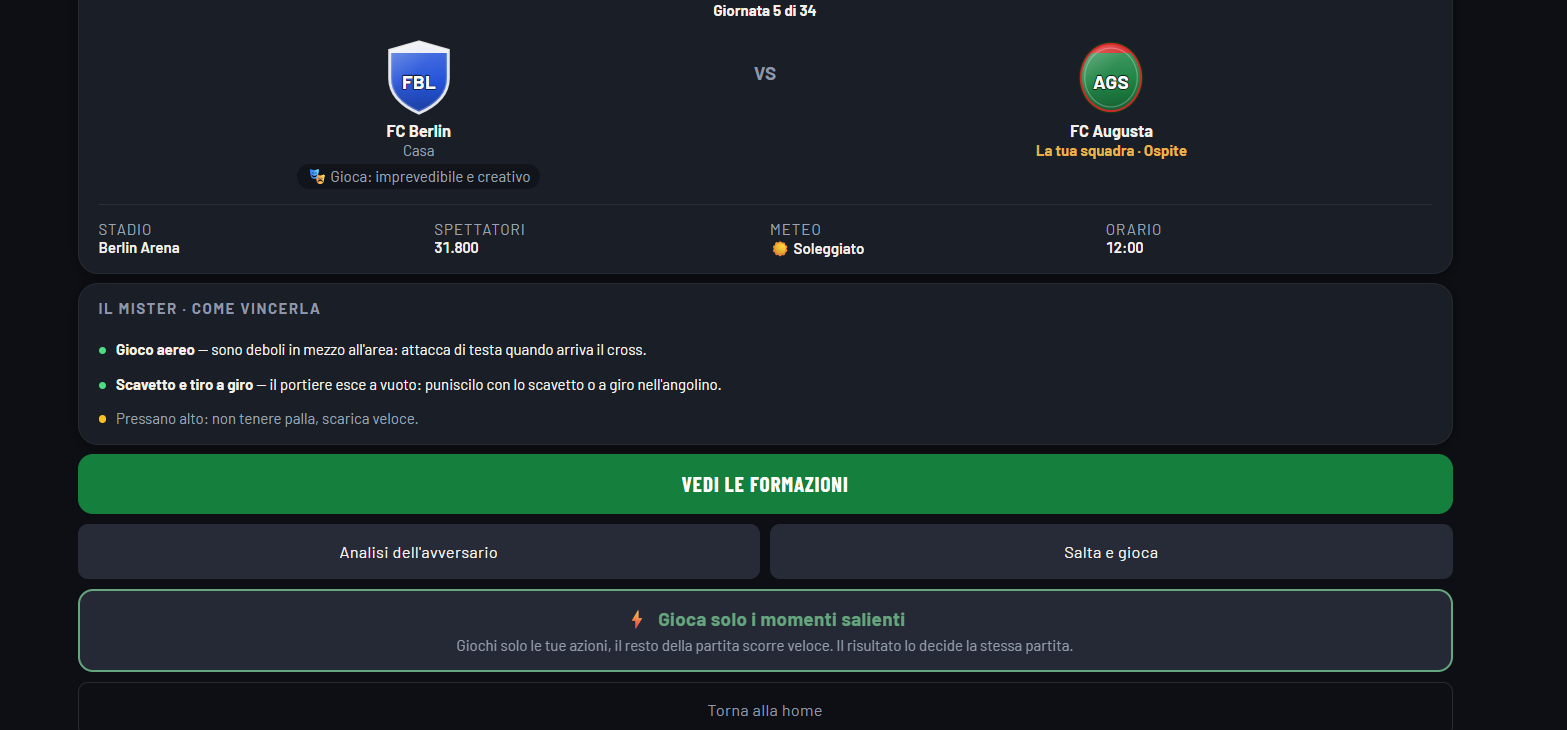 Giornata 5 di 34
FBL
VS
AGS
FC Berlin
FC Augusta
Casa
La tua squadra · Ospite
Gioca: imprevedibile e creativo
STADIO
SPETTATORI
METEO
ORARIO
Berlin Arena
31.800
Soleggiato
12:00
IL MISTER · COME VINCERLA
Gioco aereo — sono deboli in mezzo all'area: attacca di testa quando arriva il cross.
Scavetto e tiro a giro — il portiere esce a vuoto: puniscilo con lo scavetto o a giro nell'angolino.
Pressano alto: non tenere palla, scarica veloce.
VEDI LE FORMAZIONI
Analisi dell'avversario
Salta e gioca
Gioca solo i momenti salienti
Giochi solo le tue azioni, il resto della partita scorre veloce. Il risultato lo decide la stessa partita.
Torna alla home